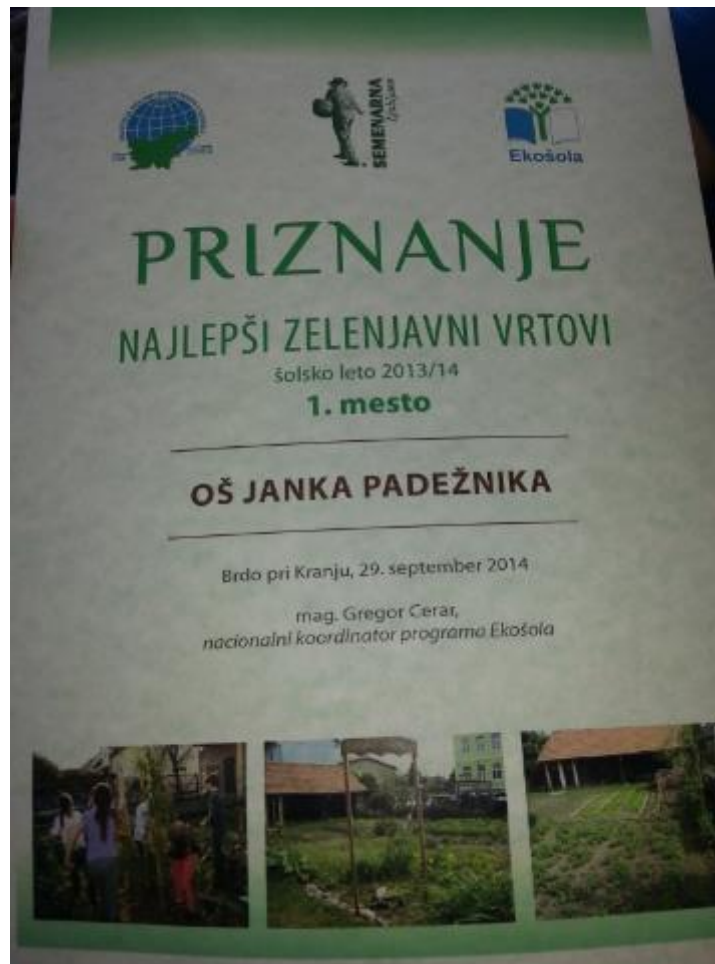 SEMENARNA
Ljubljana
Ekošola
PRIZNANJE
NAJLEPŠI ZELENJAVNI VRTOVI
šolsko leto 2013/14
1. mesto
OŠ JANKA PADEŽNIKA
Brdo pri Kranju, 29. september 2014
mag. Gregor Cerar,
nacionalni koordinator programa Ekošola